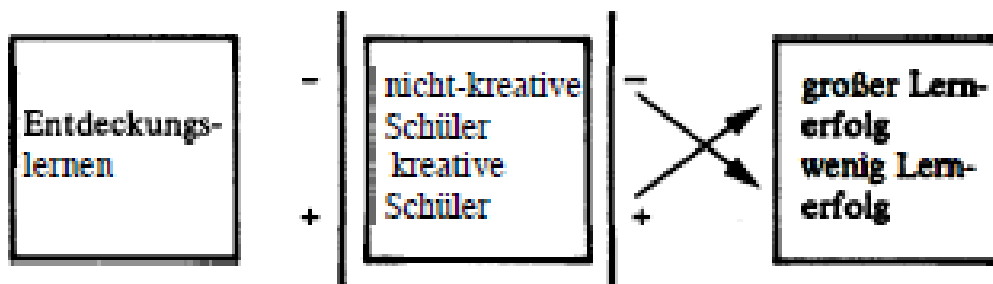 Entdeckungs-
lernen
–
+
nicht-kreative
Schüler
kreative
Schüler
–
+
großer Lern-
erfolg
wenig Lern-
erfolg